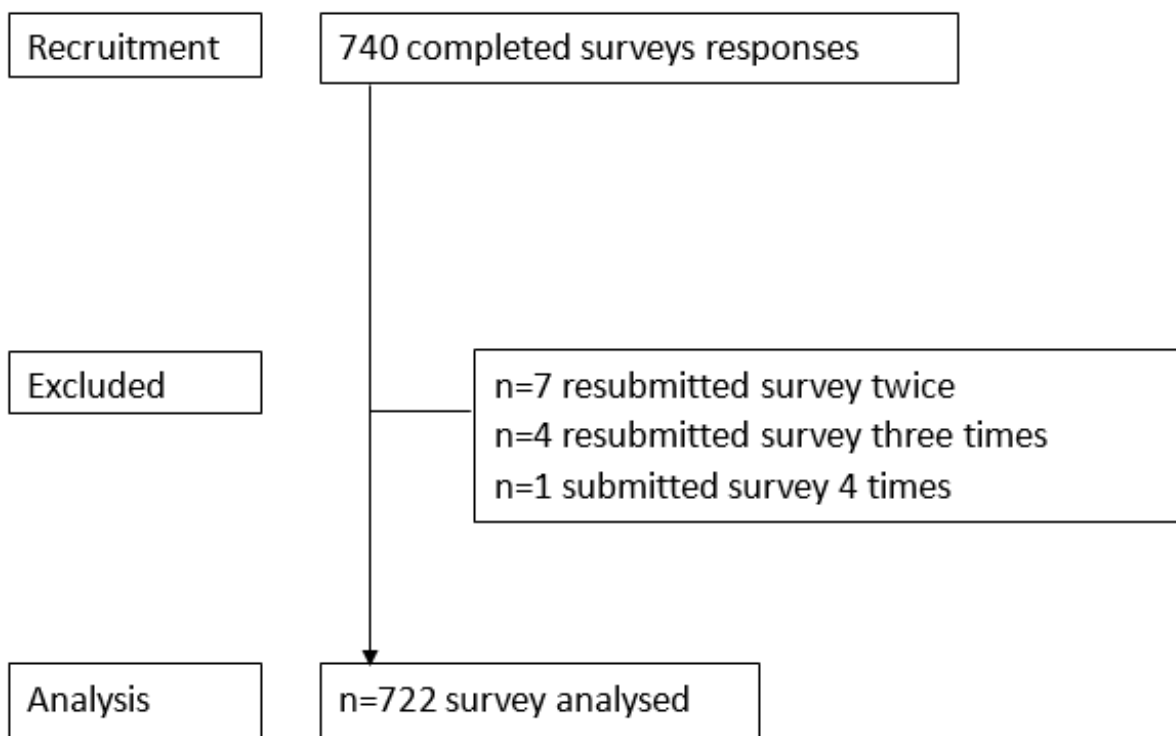 Recruitment
740 completed surveys responses
Excluded
n=7 resubmitted survey twice
n=4 resubmitted survey three times
n=1 submitted survey 4 times
Analysis
n=722 survey analysed